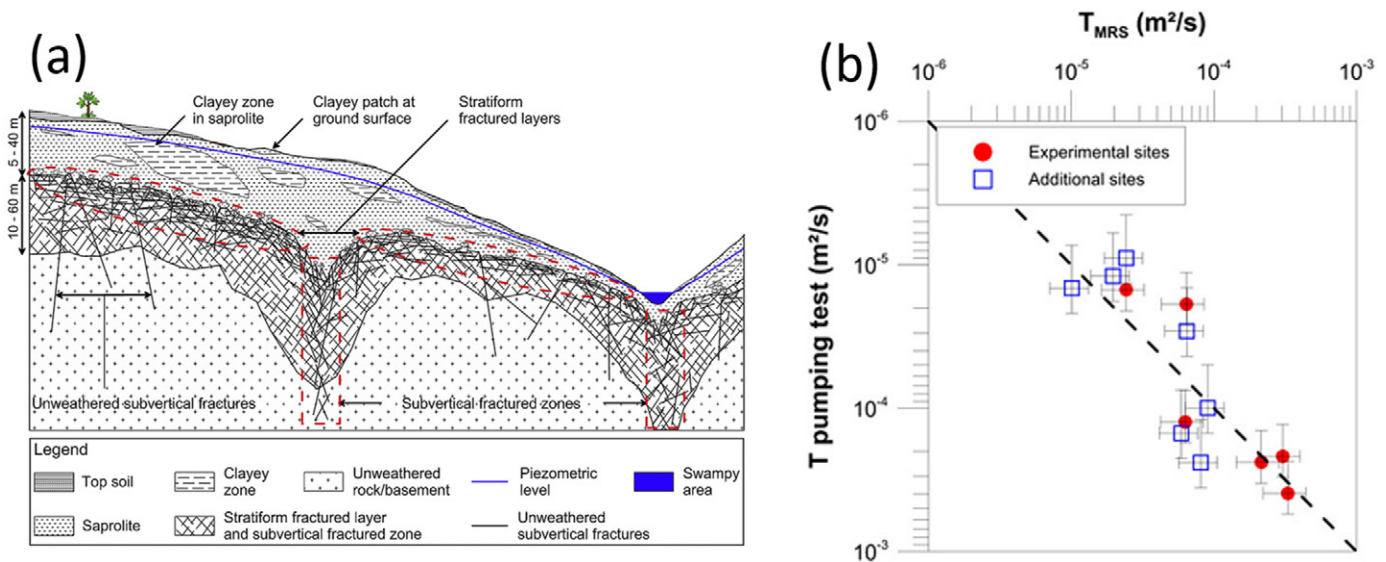 (a)
Clayey zone
in saprolite
Clayey patch at
ground surface
Stratiform
fractured layers
5 - 40 m
10 - 60 m
Unweathered subvertical fractures
Subvertical fractured zones
Legend
Top soil
Clayey
zone
Unweathered
rock/basement
Piezometric
level
Swampy
area
Saprolite
Stratiform fractured layer
and subvertical fractured zone
Unweathered
subvertical fractures
(b)
T_MRS (m²/s)
10⁻⁶ 10⁻⁵ 10⁻⁴ 10⁻³
Experimental sites
Additional sites
T pumping test (m²/s)
10⁻⁶
10⁻⁵
10⁻⁴
10⁻³